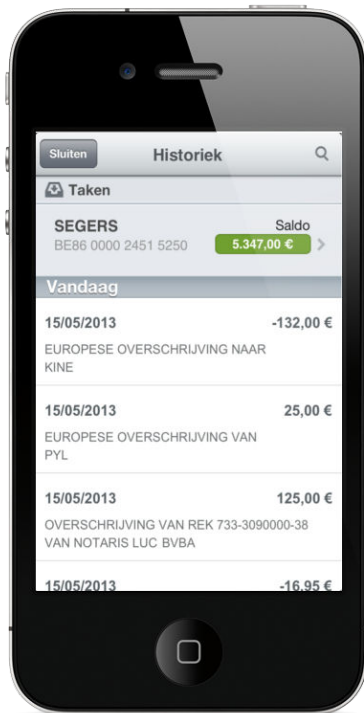 Sluiten Historiek
Taken
SEGERS Saldo
BE86 0000 2451 5250 5.347,00 €
Vandaag
15/05/2013 -132,00 €
EUROPESE OVERSCHRIJVING NAAR
KINE
15/05/2013 25,00 €
EUROPESE OVERSCHRIJVING VAN
PYL
15/05/2013 125,00 €
OVERSCHRIJVING VAN REK 733-3090000-38
VAN NOTARIS LUC BVBA
15/05/2013 -16,95 €